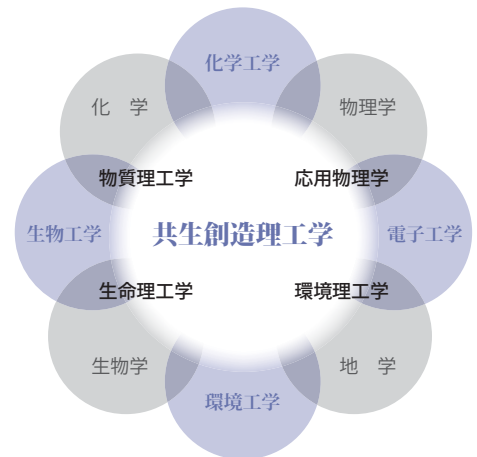 化学工学
化　学
物理学
物質理工学
応用物理学
生物工学
共生創造理工学
電子工学
生命理工学
環境理工学
生物学
地　学
環境工学